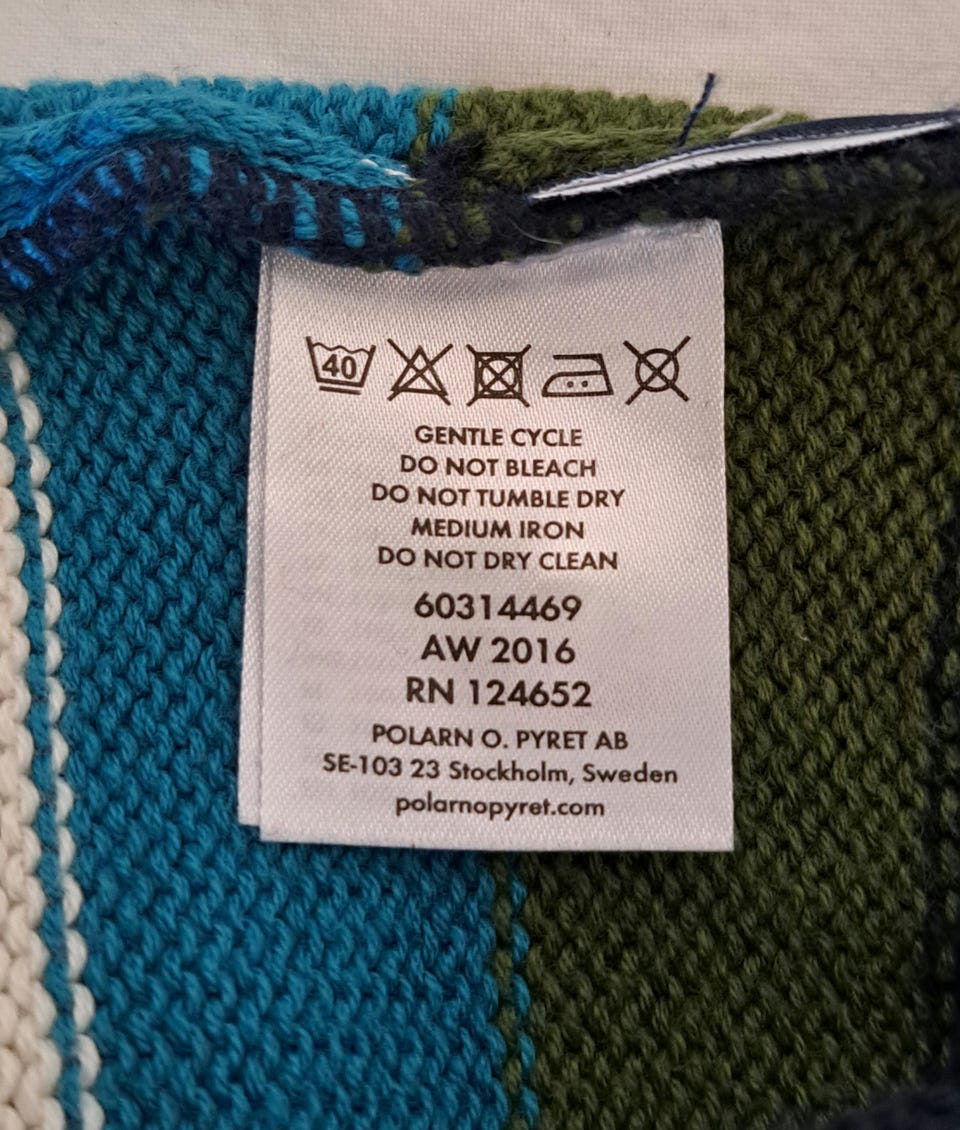 40
GENTLE CYCLE
DO NOT BLEACH
DO NOT TUMBLE DRY
MEDIUM IRON
DO NOT DRY CLEAN
60314469
AW 2016
RN 124652
POLARN O. PYRET AB
SE-103 23 Stockholm, Sweden
polarnopyret.com